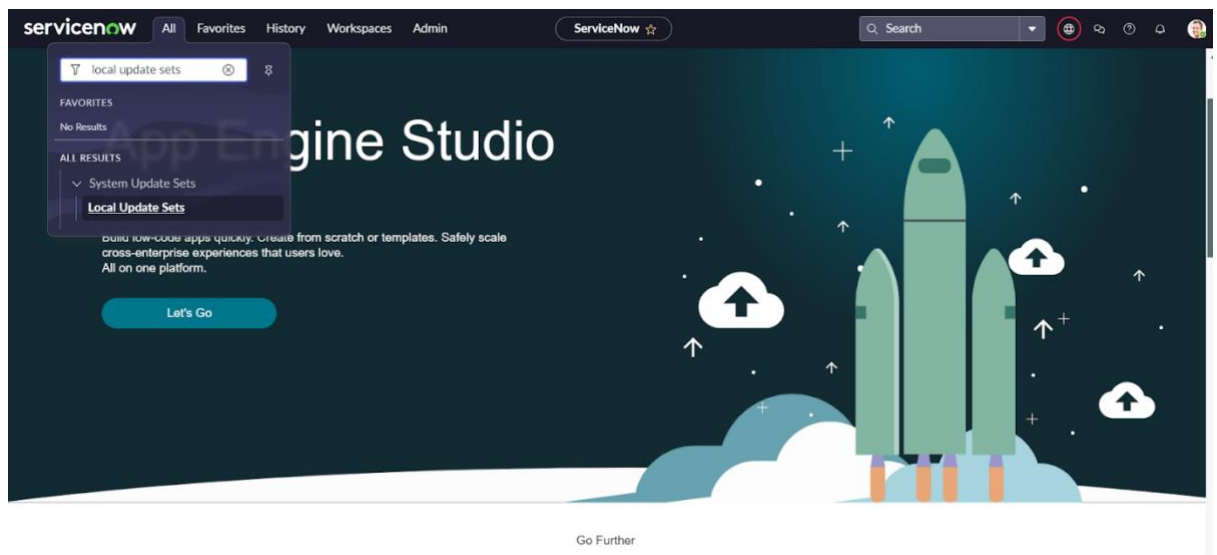 servicenow All Favorites History Workspaces Admin ServiceNow Search
local update sets
FAVORITES
No Results
App Engine Studio
ALL RESULTS
System Update Sets
Local Update Sets
Build low-code apps quickly. Create from scratch or templates. Safely scale
cross-enterprise experiences that users love.
All on one platform.
Let's Go
Go Further